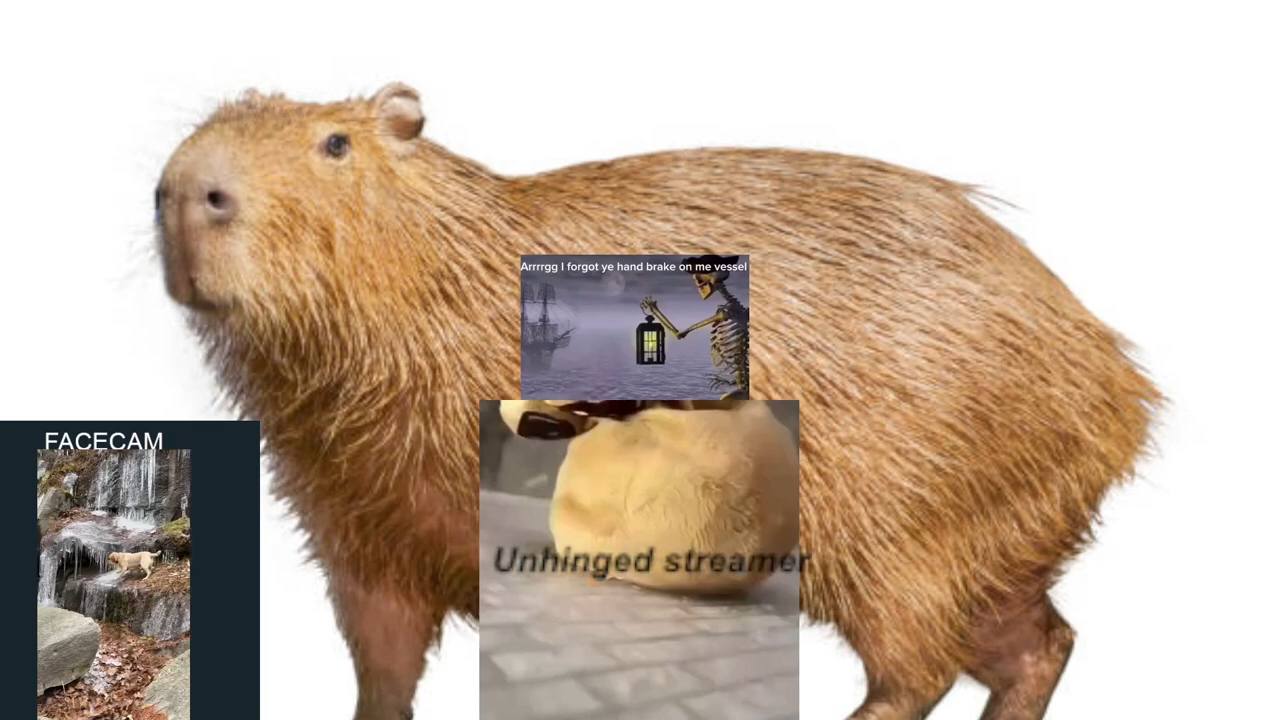 Arrrrgg I forgot ye hand brake on me vessel
FACECAM
Unhinged streamer